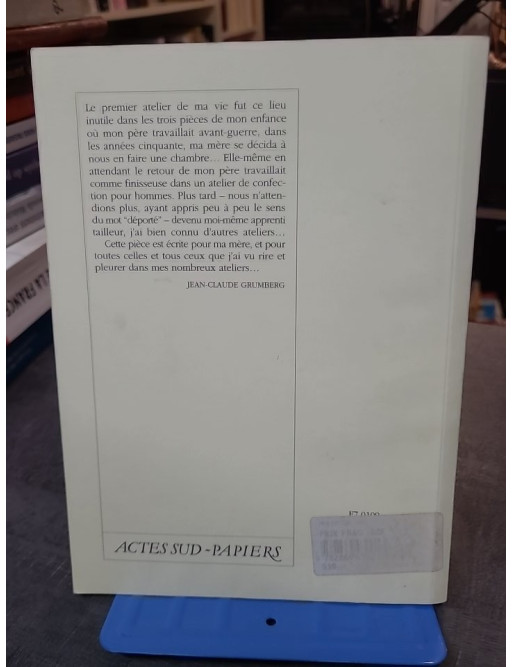 Le premier atelier de ma vie fut ce lieu
inutile dans les trois pièces de mon enfance
où mon père travaillait avant-guerre, dans
les années cinquante, ma mère se décida à
nous en faire une chambre... Elle-même en
attendant le retour de mon père travaillait
comme finisseuse dans un atelier de confec-
tion pour hommes. Plus tard – nous n'atten-
dions plus, ayant appris peu à peu le sens
du mot "déporté" – devenu moi-même apprenti
tailleur, j'ai bien connu d'autres ateliers...
Cette pièce est écrite pour ma mère, et pour
toutes celles et tous ceux que j'ai vu rire et
pleurer dans mes nombreux ateliers...
JEAN-CLAUDE GRUMBERG
ACTES SUD - PAPIERS
LA FRANCE